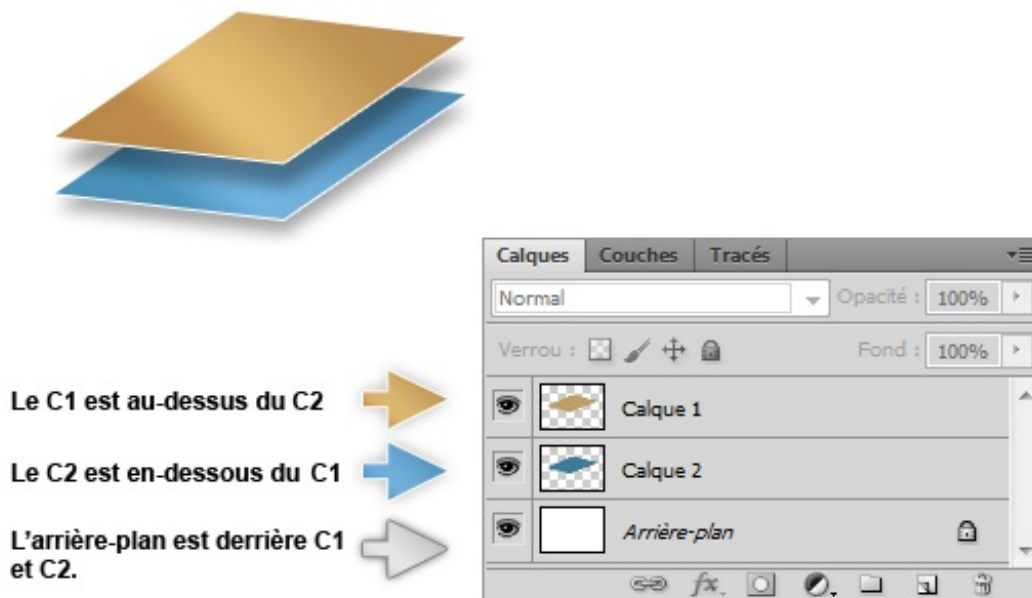 Calques Couches Tracés
Normal Opacité : 100%
Verrou : Fond : 100%
Le C1 est au-dessus du C2
Calque 1
Le C2 est en-dessous du C1
Calque 2
L'arrière-plan est derrière C1
et C2.
Arrière-plan
fx